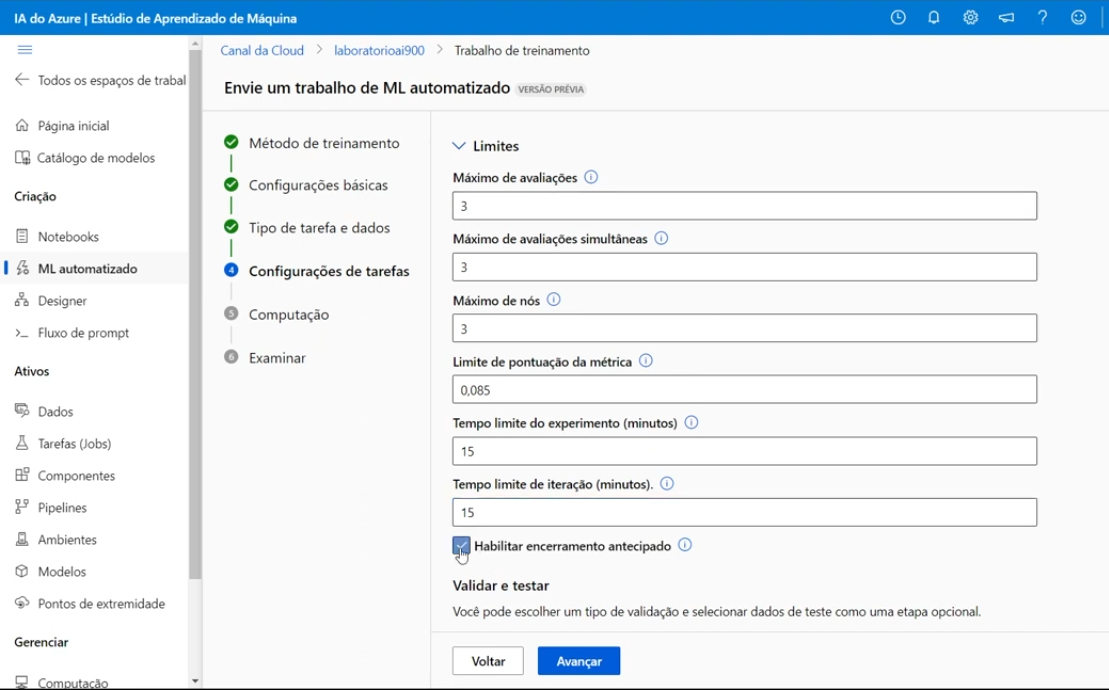 IA do Azure | Estúdio de Aprendizado de Máquina
Canal da Cloud > laboratorioai900 > Trabalho de treinamento
Todos os espaços de trabal
Página inicial
Catálogo de modelos
Criação
Notebooks
ML automatizado
Designer
Fluxo de prompt
Ativos
Dados
Tarefas (Jobs)
Componentes
Pipelines
Ambientes
Modelos
Pontos de extremidade
Gerenciar
Computação
Envie um trabalho de ML automatizado VERSÃO PRÉVIA
Método de treinamento
Configurações básicas
Tipo de tarefa e dados
4 Configurações de tarefas
5 Computação
6 Examinar
Limites
Máximo de avaliações
3
Máximo de avaliações simultâneas
3
Máximo de nós
3
Limite de pontuação da métrica
0,085
Tempo limite do experimento (minutos)
15
Tempo limite de iteração (minutos).
15
Habilitar encerramento antecipado
Validar e testar
Você pode escolher um tipo de validação e selecionar dados de teste como uma etapa opcional.
Voltar
Avançar